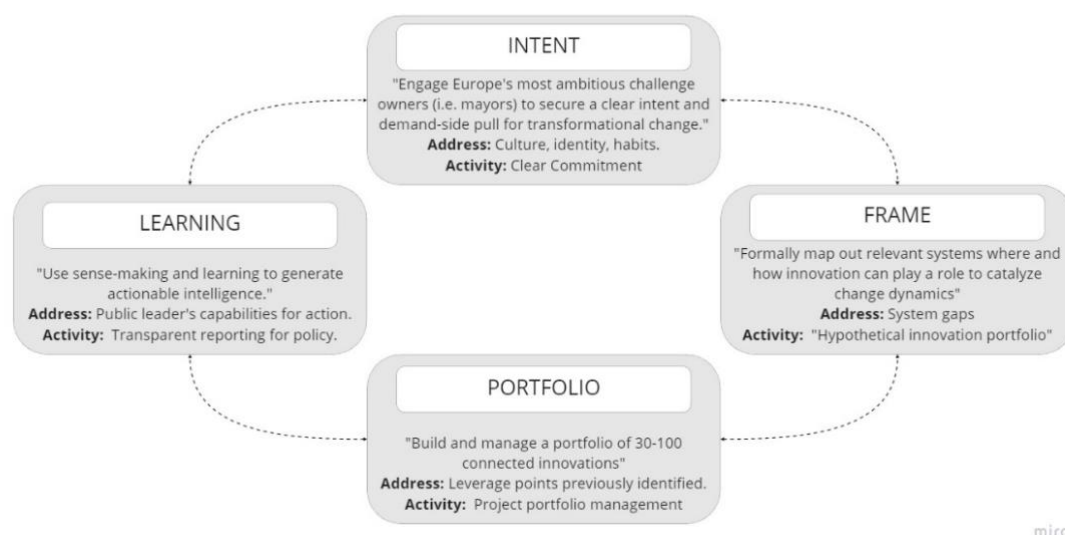 INTENT
"Engage Europe's most ambitious challenge
owners (i.e. mayors) to secure a clear intent and
demand-side pull for transformational change."
Address: Culture, identity, habits.
Activity: Clear Commitment
LEARNING
"Use sense-making and learning to generate
actionable intelligence."
Address: Public leader's capabilities for action.
Activity: Transparent reporting for policy.
FRAME
"Formally map out relevant systems where and
how innovation can play a role to catalyze
change dynamics"
Address: System gaps
Activity: "Hypothetical innovation portfolio"
PORTFOLIO
"Build and manage a portfolio of 30-100
connected innovations"
Address: Leverage points previously identified.
Activity: Project portfolio management